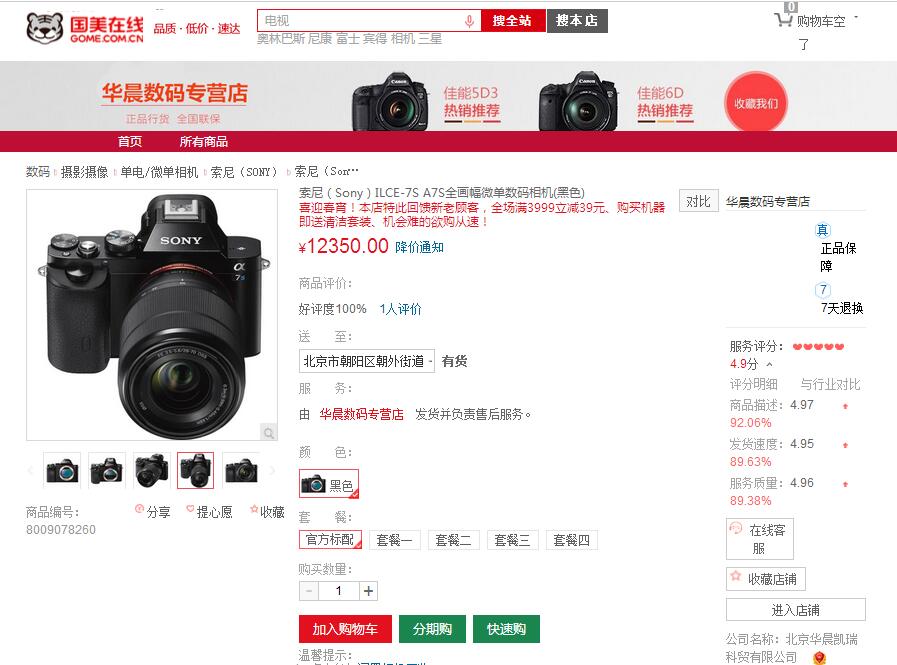 国美在线
GOME.COM.CN
品质 · 低价 · 速达
电视
搜全站
搜本店
奥林巴斯 尼康 富士 宾得 相机 三星
0
购物车空
了
华晨数码专营店
正品行货 全国联保
佳能5D3
热销推荐
佳能6D
热销推荐
收藏我们
首页
所有商品
数码
摄影摄像
单电/微单相机
索尼（SONY）
索尼（Son…
索尼（Sony）ILCE-7S A7S全画幅微单数码相机(黑色)
喜迎春宵！本店特此回馈新老顾客，全场满3999立减39元、购买机器
即送清洁套装、机会难的欲购从速！
¥12350.00 降价通知
商品评价：
好评度100% 1人评价
送 至：
北京市朝阳区朝外街道
有货
服 务：
由 华晨数码专营店 发货并负责售后服务。
颜 色：
黑色
套 餐：
官方标配
套餐一
套餐二
套餐三
套餐四
购买数量：
− 1 +
加入购物车
分期购
快速购
温馨提示：
SONY
α
7s
商品编号：
8009078260
分享
提心愿
收藏
对比
华晨数码专营店
真
正品保
障
7
7天退换
服务评分：
4.9分
评分明细 与行业对比
商品描述： 4.97
92.06%
发货速度： 4.95
89.63%
服务质量： 4.96
89.38%
在线客
服
收藏店铺
进入店铺
公司名称：北京华晨凯瑞
科贸有限公司